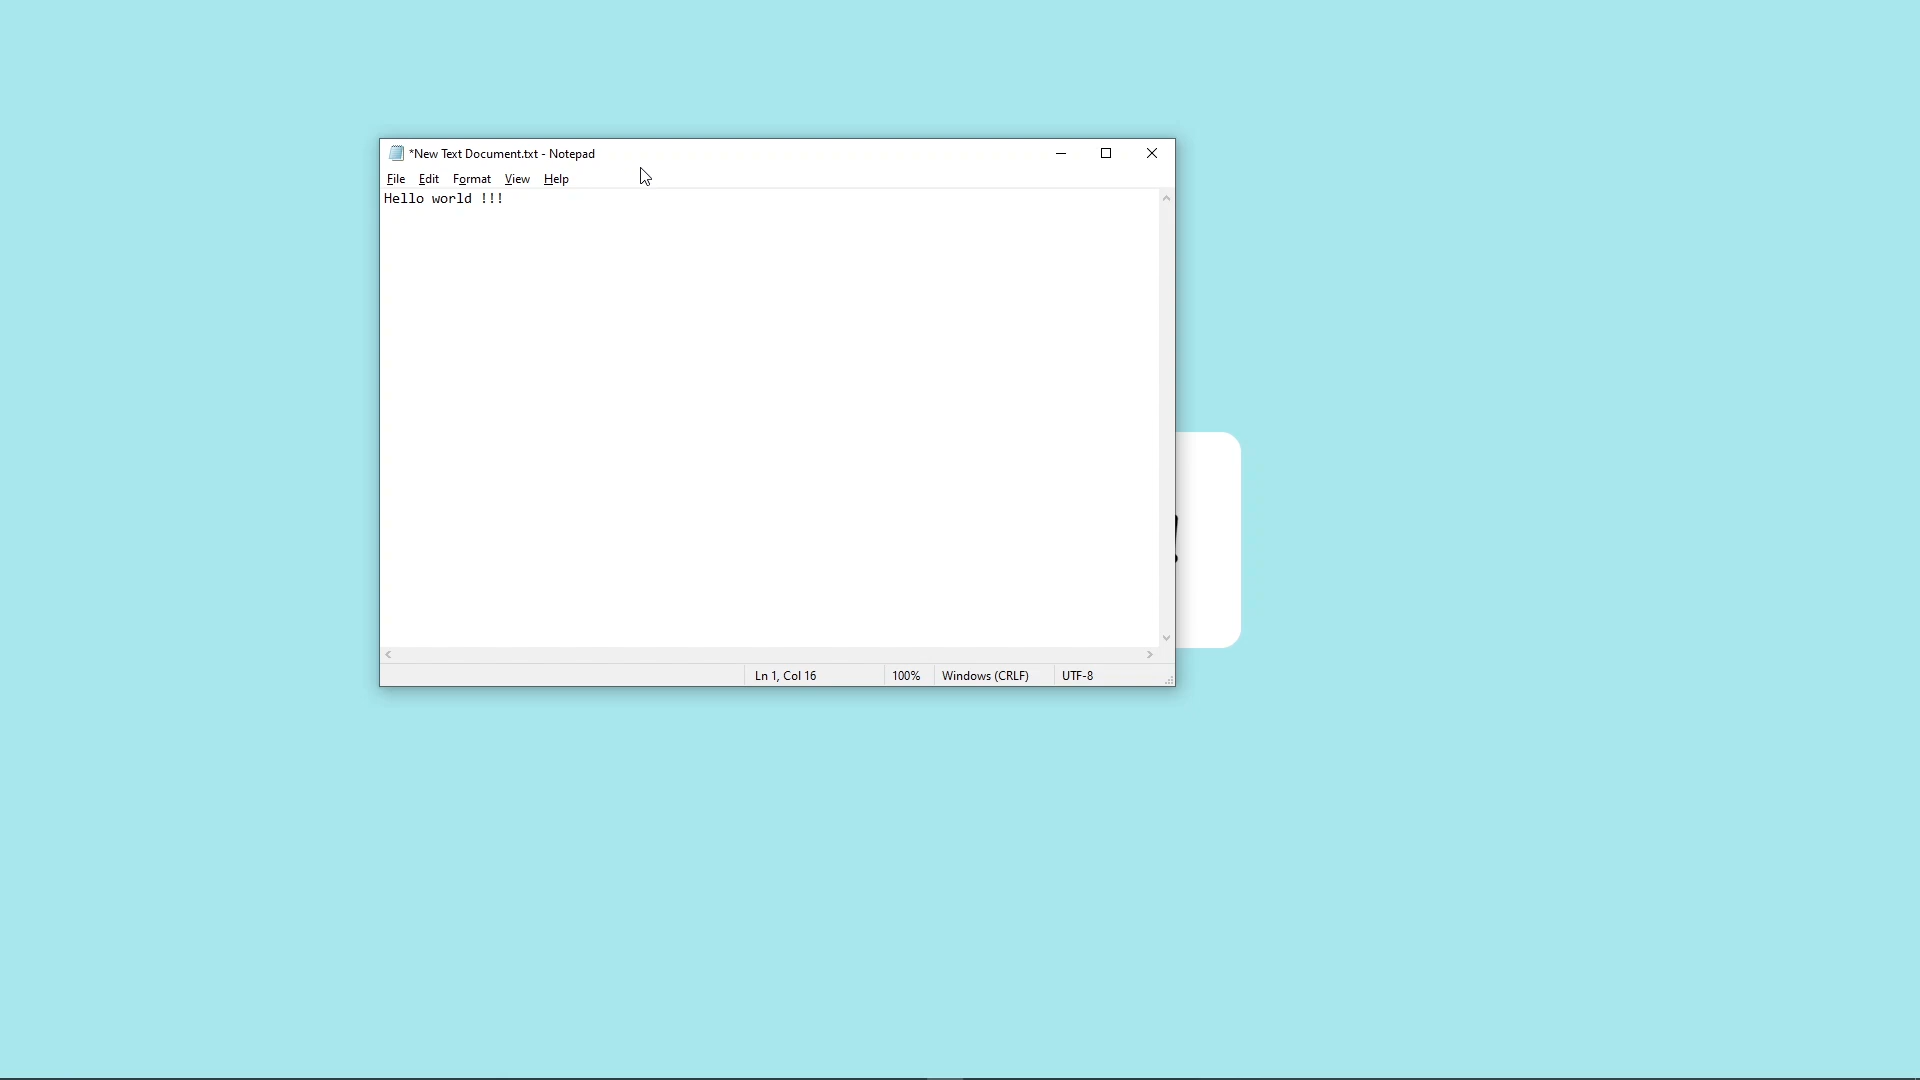 *New Text Document.txt - Notepad
File Edit Format View Help
Hello world !!!
Ln 1, Col 16 100% Windows (CRLF) UTF-8